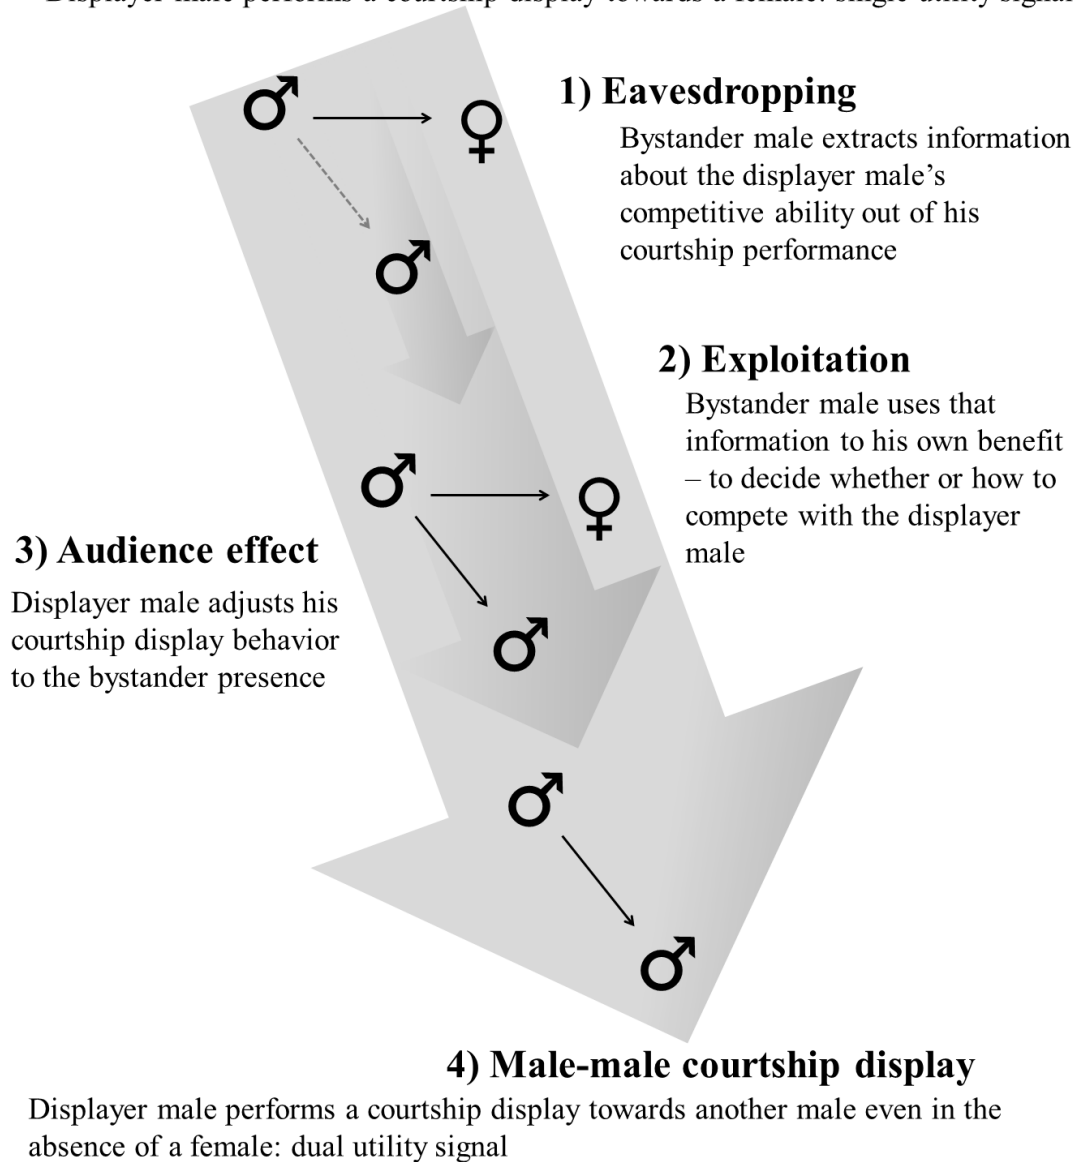 Displayer male performs a courtship display towards a female: single utility signal
1) Eavesdropping
Bystander male extracts information
about the displayer male’s
competitive ability out of his
courtship performance
2) Exploitation
Bystander male uses that
information to his own benefit
– to decide whether or how to
compete with the displayer
male
3) Audience effect
Displayer male adjusts his
courtship display behavior
to the bystander presence
4) Male-male courtship display
Displayer male performs a courtship display towards another male even in the
absence of a female: dual utility signal